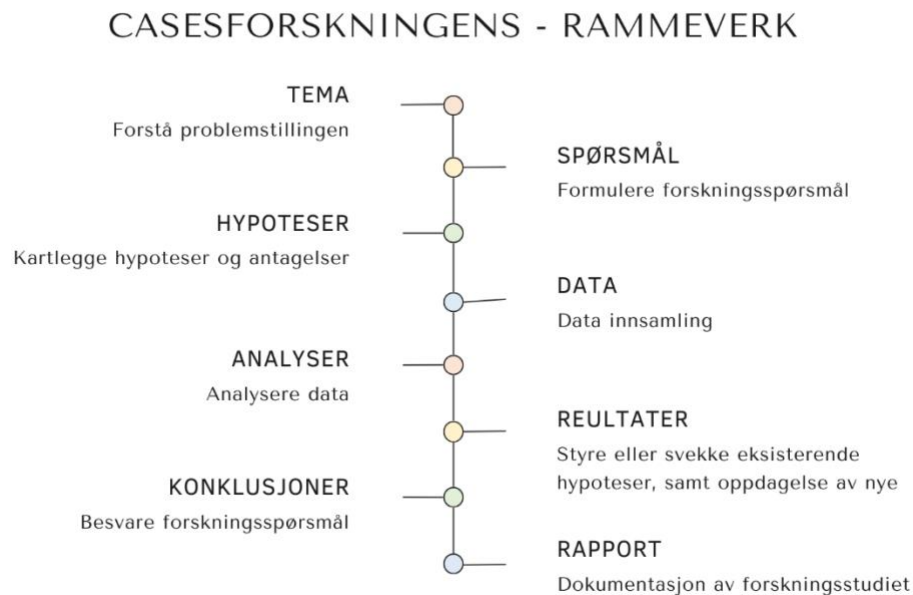 CASESFORSKNINGENS - RAMMEVERK
TEMA
Forstå problemstillingen
SPØRSMÅL
Formulere forskningsspørsmål
HYPOTESER
Kartlegge hypoteser og antagelser
DATA
Data innsamling
ANALYSER
Analysere data
REULTATER
Styre eller svekke eksisterende
hypoteser, samt oppdagelse av nye
KONKLUSJONER
Besvare forskningsspørsmål
RAPPORT
Dokumentasjon av forskningsstudiet